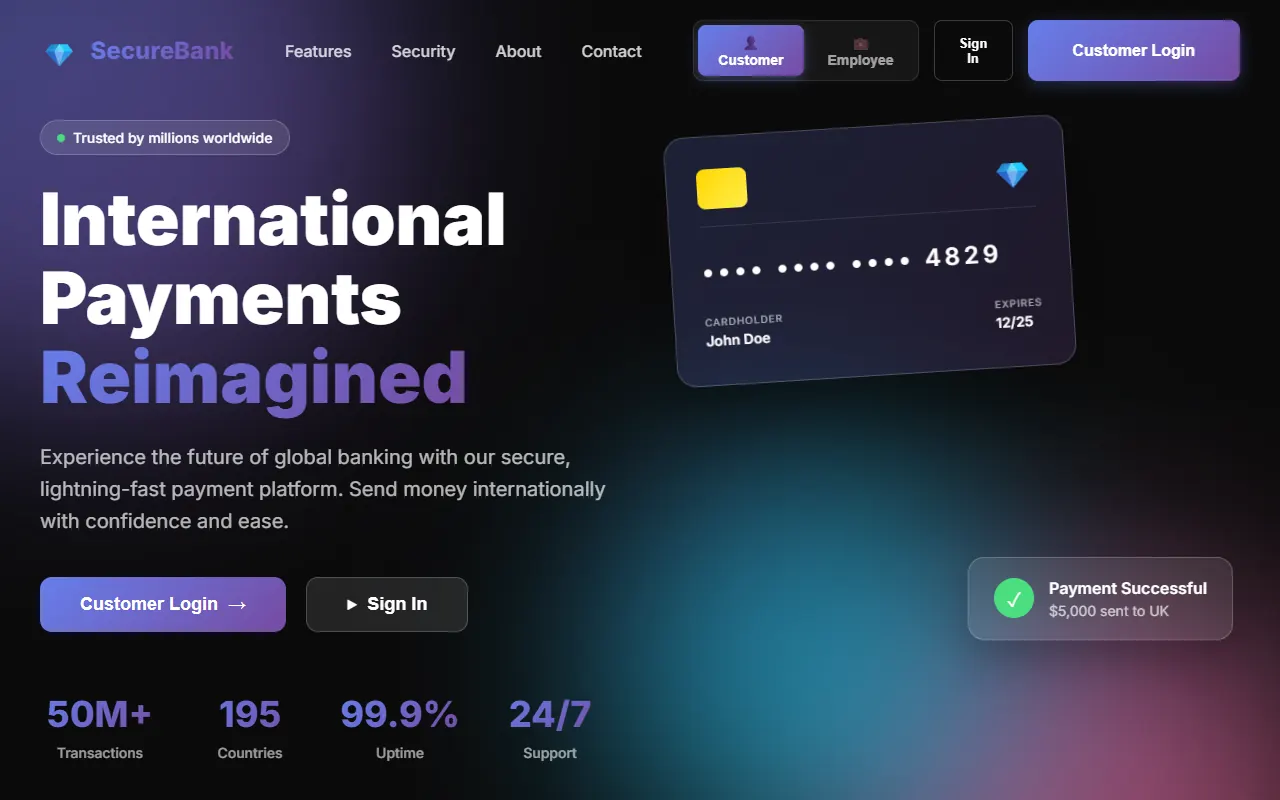 SecureBank
Features
Security
About
Contact
Customer
Employee
Sign
In
Customer Login
Trusted by millions worldwide
International
Payments
Reimagined
Experience the future of global banking with our secure,
lightning-fast payment platform. Send money internationally
with confidence and ease.
Customer Login →
▶ Sign In
50M+
Transactions
195
Countries
99.9%
Uptime
24/7
Support
•••• •••• •••• 4829
CARDHOLDER
John Doe
EXPIRES
12/25
✓
Payment Successful
$5,000 sent to UK